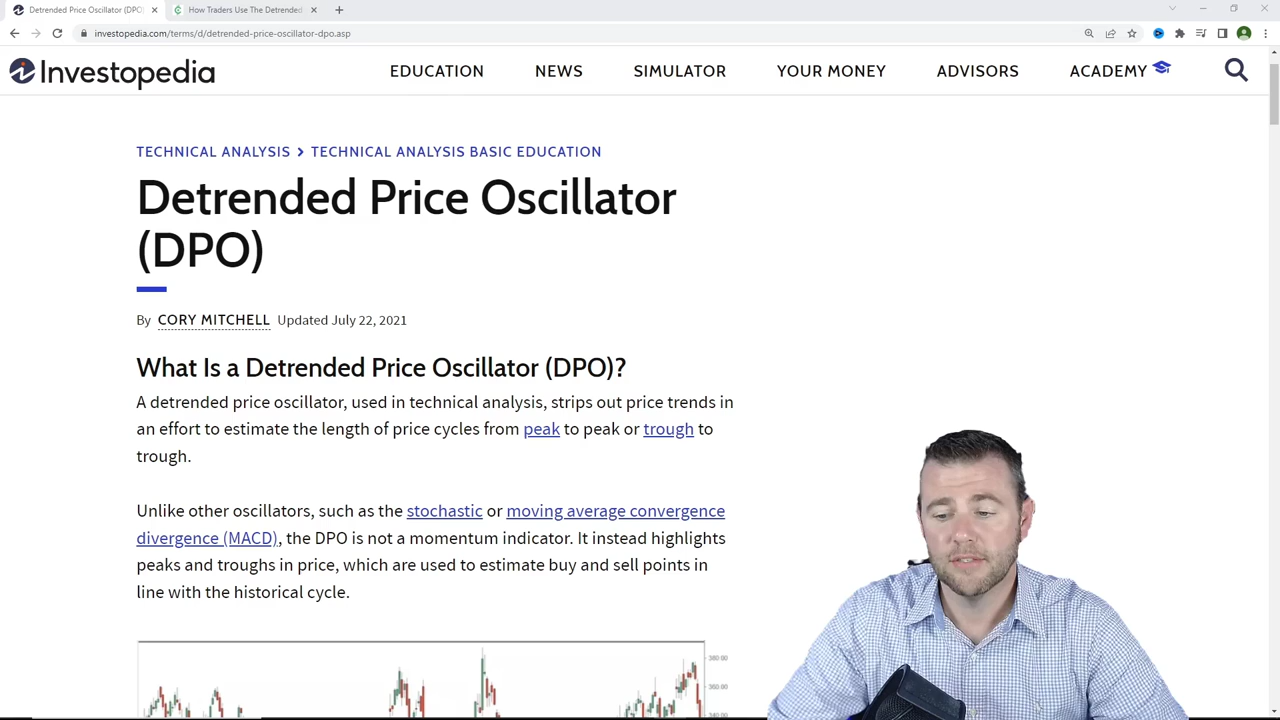 Detrended Price Oscillator (DPO)
How Traders Use The Detrended
investopedia.com/terms/d/detrended-price-oscillator-dpo.asp
Investopedia
EDUCATION
NEWS
SIMULATOR
YOUR MONEY
ADVISORS
ACADEMY
TECHNICAL ANALYSIS > TECHNICAL ANALYSIS BASIC EDUCATION
Detrended Price Oscillator
(DPO)
By CORY MITCHELL Updated July 22, 2021
What Is a Detrended Price Oscillator (DPO)?
A detrended price oscillator, used in technical analysis, strips out price trends in
an effort to estimate the length of price cycles from peak to peak or trough to
trough.
Unlike other oscillators, such as the stochastic or moving average convergence
divergence (MACD), the DPO is not a momentum indicator. It instead highlights
peaks and troughs in price, which are used to estimate buy and sell points in
line with the historical cycle.
380.00
360.00